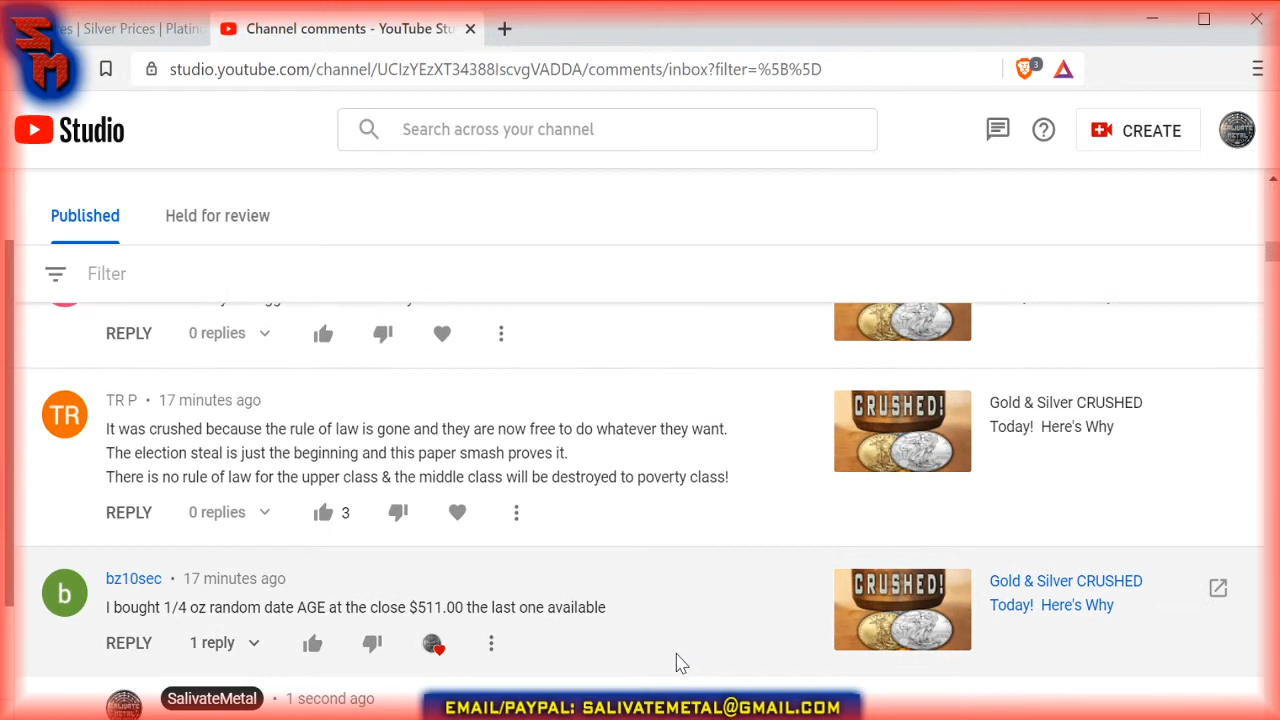 SM
es | Silver Prices | Platin
Channel comments - YouTube Stu
studio.youtube.com/channel/UCIzYEzXT34388lscvgVADDA/comments/inbox?filter=%5B%5D
3
Studio
Search across your channel
CREATE
Published
Held for review
Filter
REPLY 0 replies
TR
TR P • 17 minutes ago
It was crushed because the rule of law is gone and they are now free to do whatever they want.
The election steal is just the beginning and this paper smash proves it.
There is no rule of law for the upper class & the middle class will be destroyed to poverty class!
REPLY 0 replies 3
CRUSHED!
Gold & Silver CRUSHED
Today! Here's Why
b
bz10sec • 17 minutes ago
I bought 1/4 oz random date AGE at the close $511.00 the last one available
REPLY 1 reply
CRUSHED!
Gold & Silver CRUSHED
Today! Here's Why
SalivateMetal • 1 second ago
EMAIL/PAYPAL: SALIVATEMETAL@GMAIL.COM